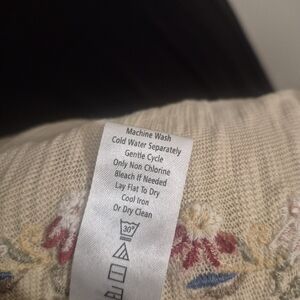 Machine Wash
Cold Water Separately
Gentle Cycle
Only Non Chlorine
Bleach If Needed
Lay Flat To Dry
Cool Iron
Or Dry Clean
30°